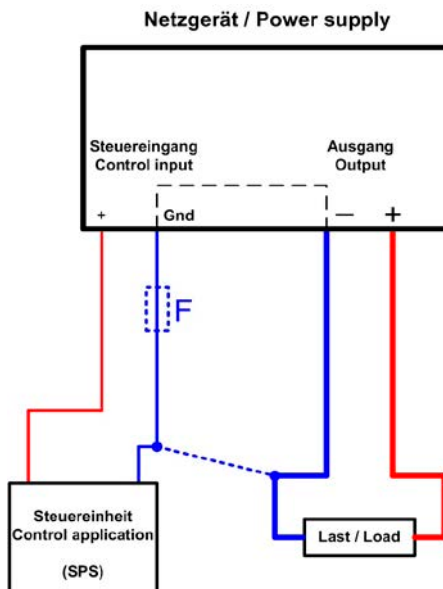 Netzgerät / Power supply
Steuereingang
Control input
Ausgang
Output
+
Gnd
—
+
F
Steuereinheit
Control application
(SPS)
Last / Load